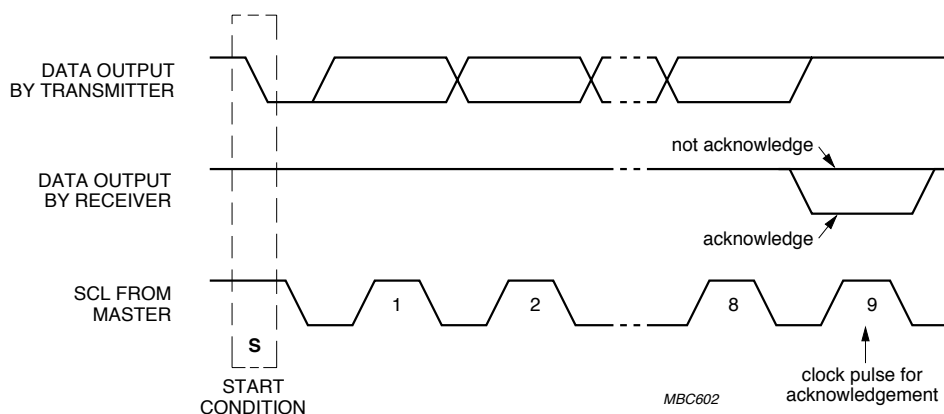 DATA OUTPUT
BY TRANSMITTER
not acknowledge
DATA OUTPUT
BY RECEIVER
acknowledge
SCL FROM
MASTER
1
2
8
9
S
START
CONDITION
clock pulse for
acknowledgement
MBC602